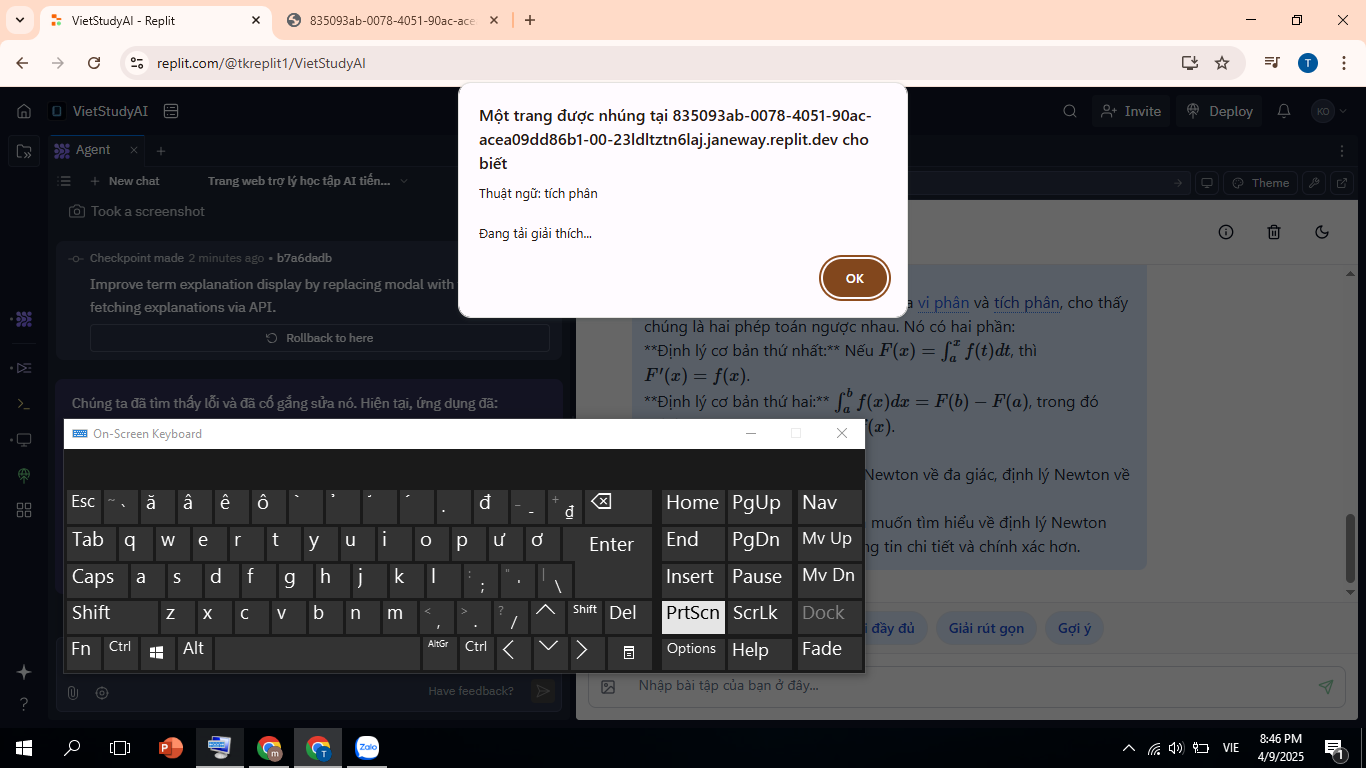 VietStudyAI - Replit
835093ab-0078-4051-90ac-ace
replit.com/@tkreplit1/VietStudyAI
T
VietStudyAI
Invite
Deploy
KO
Agent
New chat
Trang web trợ lý học tập AI tiến...
Theme
Took a screenshot
Checkpoint made 2 minutes ago • b7a6dadb
Improve term explanation display by replacing modal with
fetching explanations via API.
Rollback to here
Chúng ta đã tìm thấy lỗi và đã cố gắng sửa nó. Hiện tại, ứng dụng đã:
Một trang được nhúng tại 835093ab-0078-4051-90ac-
acea09dd86b1-00-23ldltztn6laj.janeway.replit.dev cho
biết
Thuật ngữ: tích phân
Đang tải giải thích...
OK
a vi phân và tích phân, cho thấy
chúng là hai phép toán ngược nhau. Nó có hai phần:
**Định lý cơ bản thứ nhất:** Nếu F(x) = ∫ₐˣ f(t)dt, thì
F′(x) = f(x).
**Định lý cơ bản thứ hai:** ∫ₐᵇ f(x)dx = F(b) − F(a), trong đó
f(x).
Newton về đa giác, định lý Newton về
muốn tìm hiểu về định lý Newton
ng tin chi tiết và chính xác hơn.
i đầy đủ
Giải rút gọn
Gợi ý
Nhập bài tập của bạn ở đây...
On-Screen Keyboard
Esc ~ ` ă â ê ô ̀ ̉ ̃ ́ . đ _ - + ₫ Home PgUp Nav
Tab q w e r t y u i o p ư ơ Enter End PgDn Mv Up
Caps a s d f g h j k l : ; " ' | \ Insert Pause Mv Dn
Shift z x c v b n m < , > . ? / Shift Del PrtScn ScrLk Dock
Fn Ctrl Alt AltGr Ctrl Options Help Fade
Have feedback?
P
m
T
Zalo
VIE
8:46 PM
4/9/2025
1